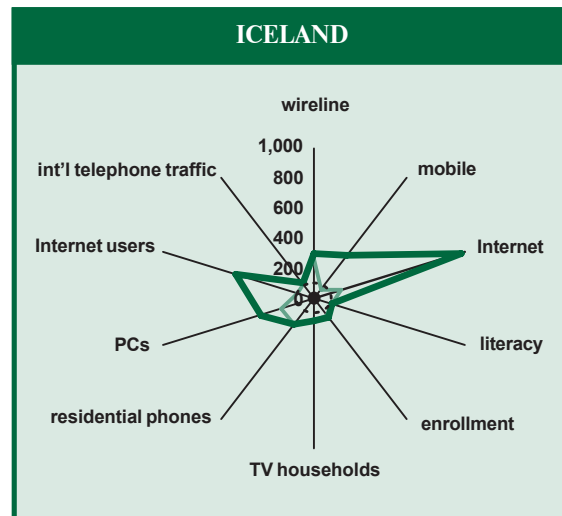 ICELAND
wireline
1,000
int'l telephone traffic
800
mobile
600
400
Internet users
Internet
200
0
PCs
literacy
residential phones
enrollment
TV households